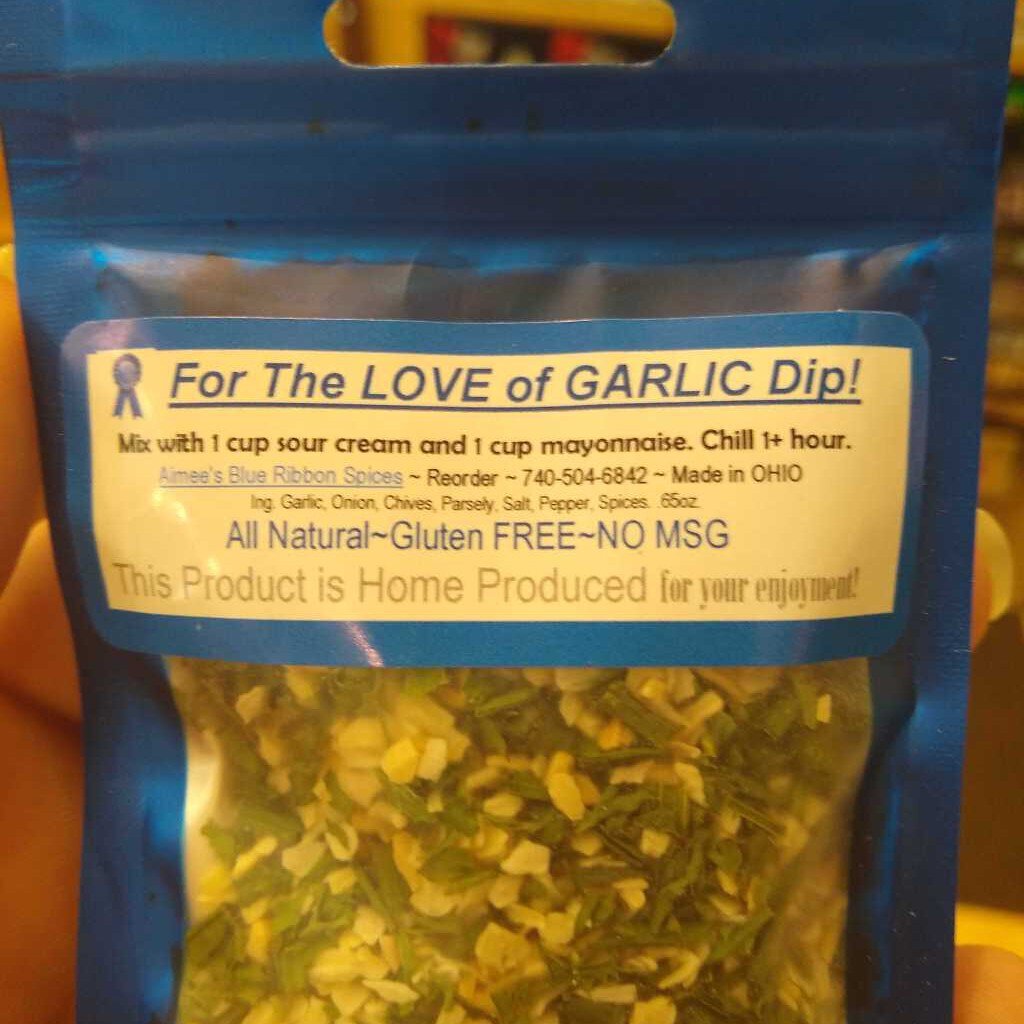 For The LOVE of GARLIC Dip!
Mix with 1 cup sour cream and 1 cup mayonnaise. Chill 1+ hour.
Aimee's Blue Ribbon Spices ~ Reorder ~ 740-504-6842 ~ Made in OHIO
Ing. Garlic, Onion, Chives, Parsely, Salt, Pepper, Spices. .65oz.
All Natural~Gluten FREE~NO MSG
This Product is Home Produced for your enjoyment!